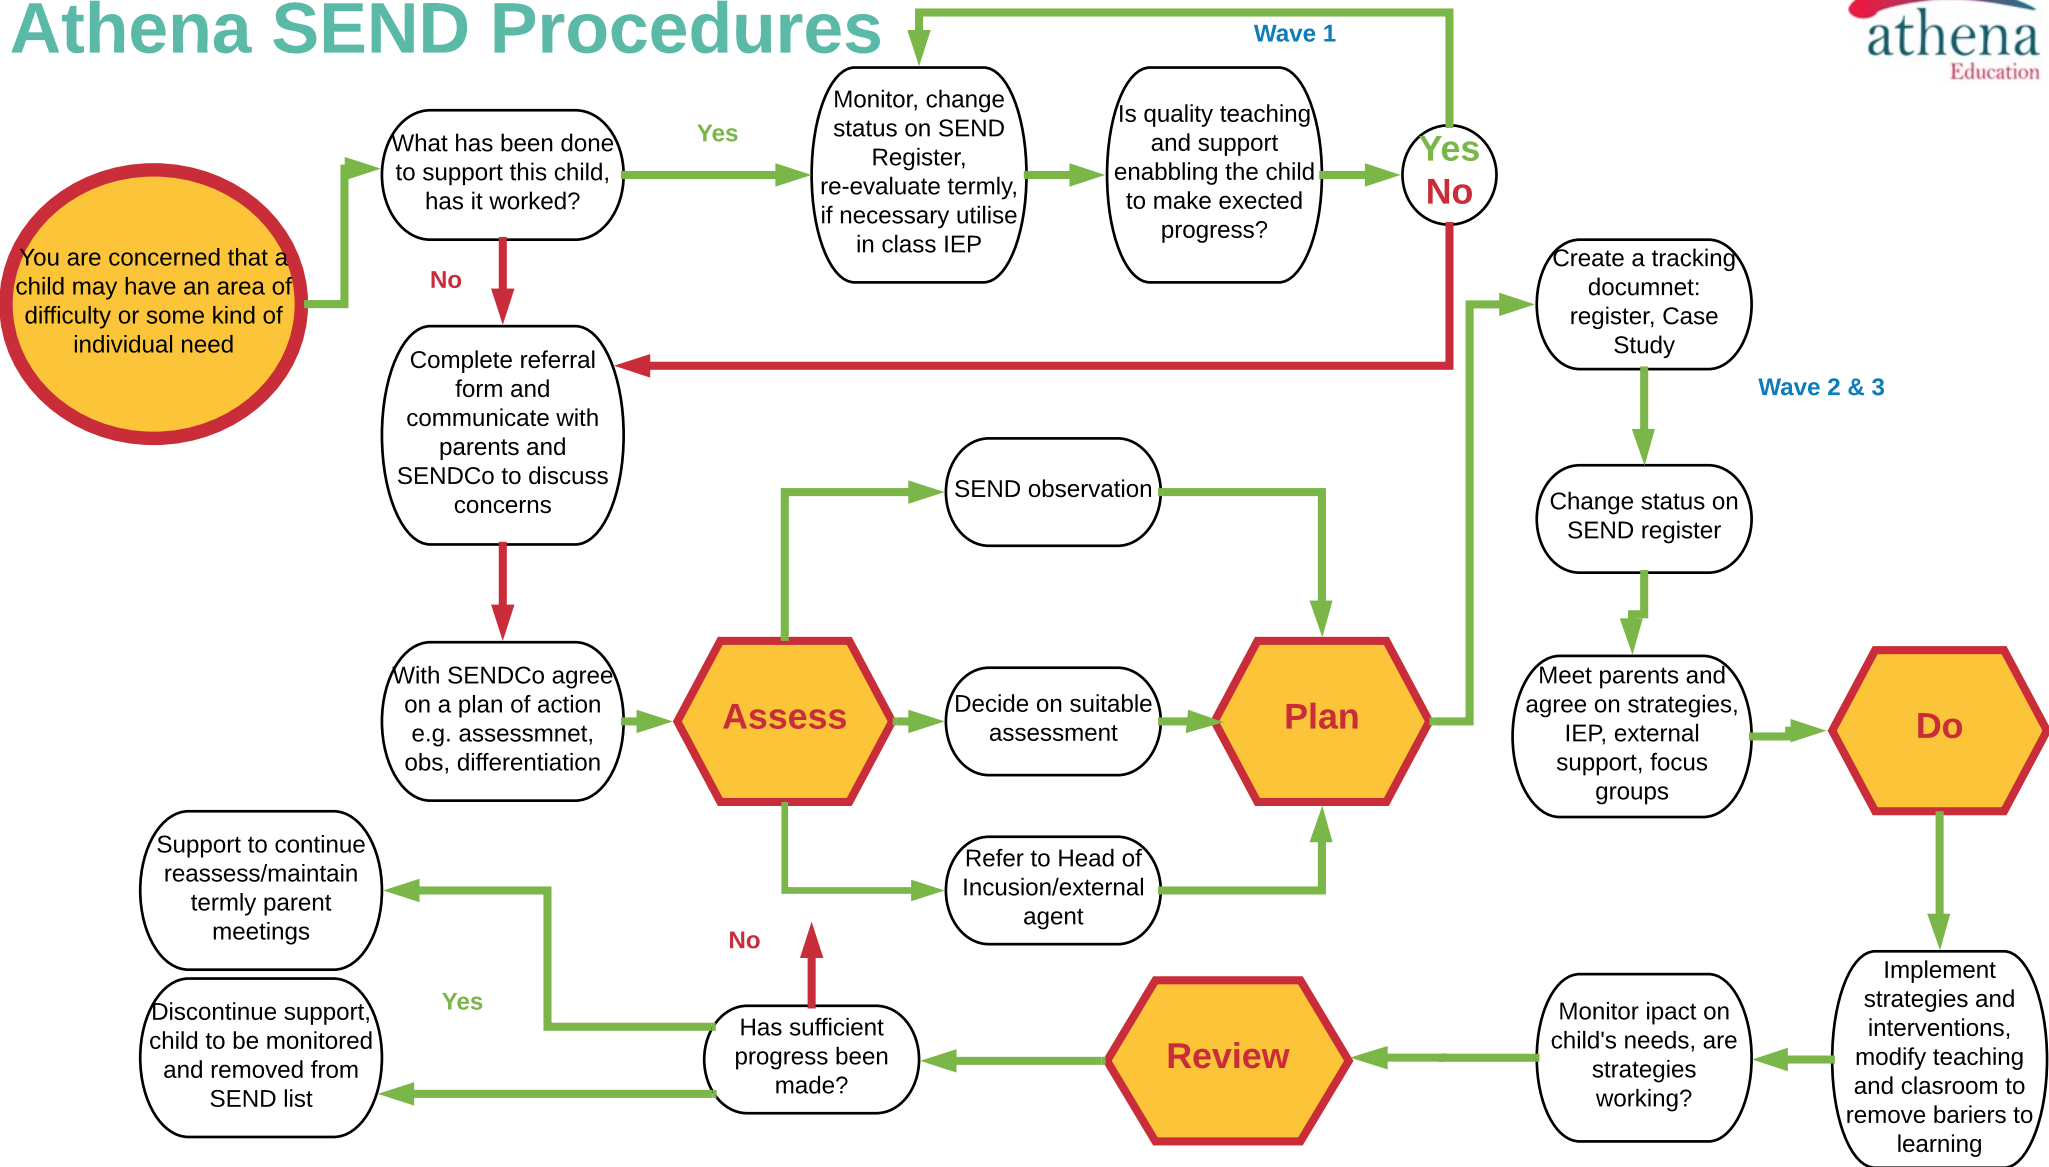 Athena SEND Procedures
athena
Education
Wave 1
You are concerned that a
child may have an area of
difficulty or some kind of
individual need
What has been done
to support this child,
has it worked?
Yes
No
Monitor, change
status on SEND
Register,
re-evaluate termly,
if necessary utilise
in class IEP
Is quality teaching
and support
enabbling the child
to make exected
progress?
Yes
No
Complete referral
form and
communicate with
parents and
SENDCo to discuss
concerns
With SENDCo agree
on a plan of action
e.g. assessmnet,
obs, differentiation
Assess
SEND observation
Decide on suitable
assessment
Refer to Head of
Incusion/external
agent
Plan
Create a tracking
documnet:
register, Case
Study
Wave 2 & 3
Change status on
SEND register
Meet parents and
agree on strategies,
IEP, external
support, focus
groups
Do
Implement
strategies and
interventions,
modify teaching
and clasroom to
remove bariers to
learning
Monitor ipact on
child's needs, are
strategies
working?
Review
Has sufficient
progress been
made?
No
Yes
Support to continue
reassess/maintain
termly parent
meetings
Discontinue support,
child to be monitored
and removed from
SEND list